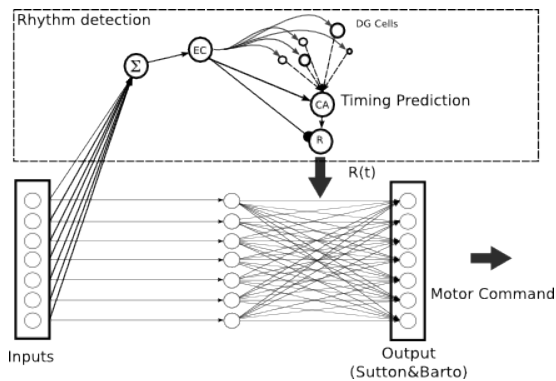 Rhythm detection
DG Cells
Σ
EC
CA
Timing Prediction
R
R(t)
Motor Command
Inputs
Output
(Sutton&Barto)